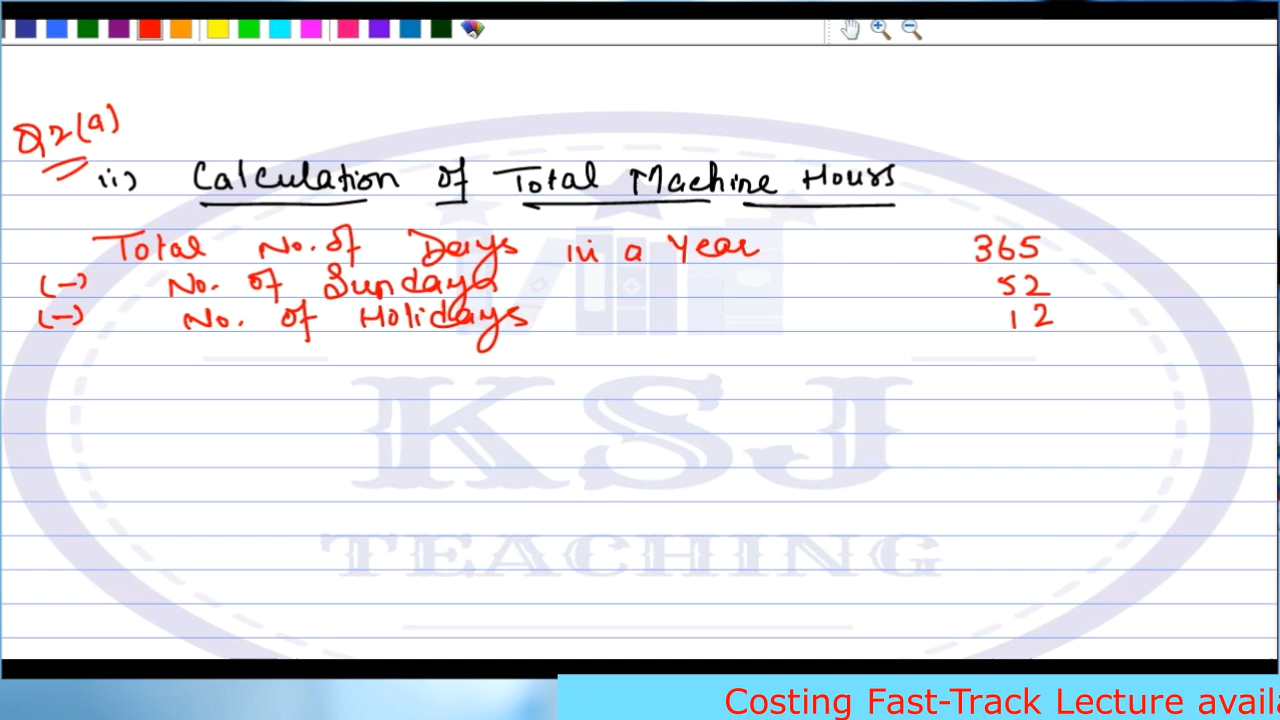 Q2(a)
ii) Calculation of Total Machine Hours
Total No. of Days in a Year 365
(-) No. of Sundays 52
(-) No. of Holidays 12
KSJ
TEACHING
Costing Fast-Track Lecture availa